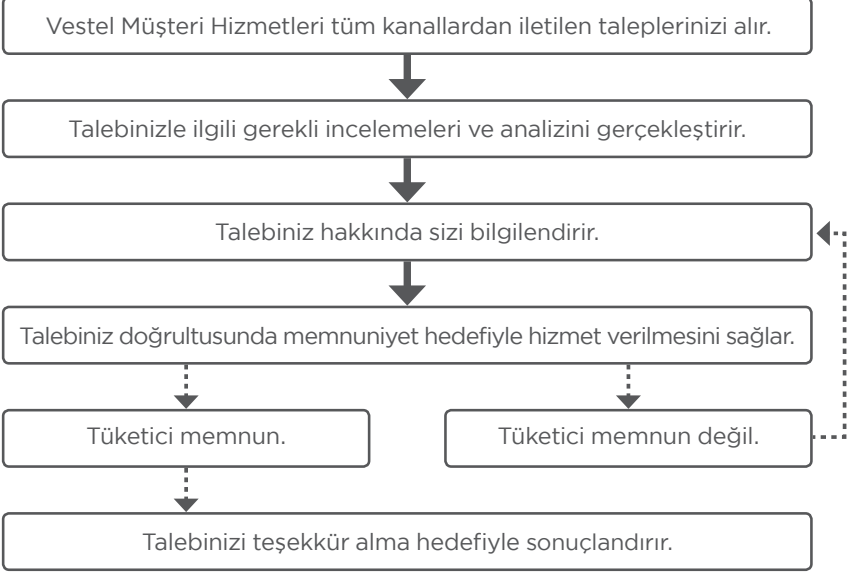 Vestel Müşteri Hizmetleri tüm kanallardan iletilen taleplerinizi alır.
Talebinizle ilgili gerekli incelemeleri ve analizini gerçekleştirir.
Talebiniz hakkında sizi bilgilendirir.
Talebiniz doğrultusunda memnuniyet hedefiyle hizmet verilmesini sağlar.
Tüketici memnun.
Tüketici memnun değil.
Talebinizi teşekkür alma hedefiyle sonuçlandırır.